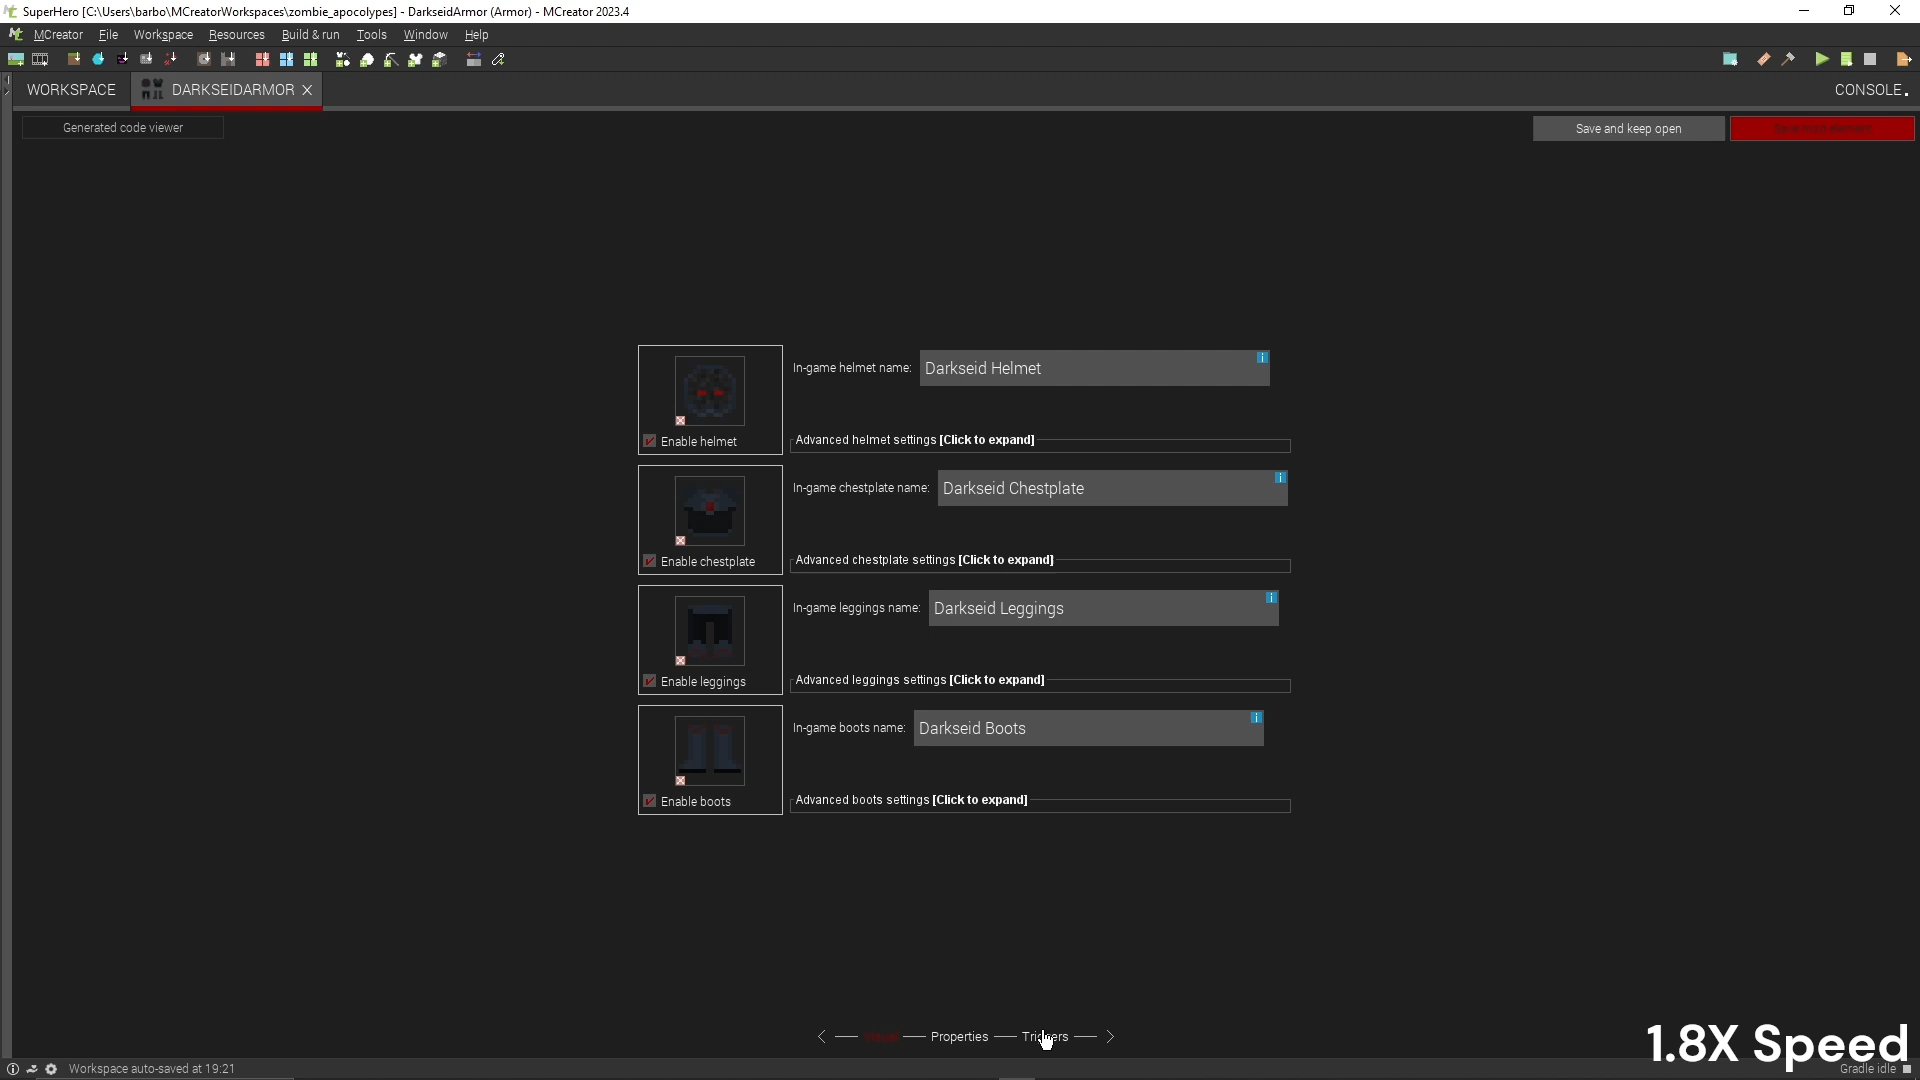 SuperHero [C:\Users\barbo\MCreatorWorkspaces\zombie_apocolypes] - DarkseidArmor (Armor) - MCreator 2023.4
MCreator File Workspace Resources Build & run Tools Window Help
WORKSPACE DARKSEIDARMOR CONSOLE
Generated code viewer Save and keep open
In-game helmet name: Darkseid Helmet
Enable helmet Advanced helmet settings [Click to expand]
In-game chestplate name: Darkseid Chestplate
Enable chestplate Advanced chestplate settings [Click to expand]
In-game leggings name: Darkseid Leggings
Enable leggings Advanced leggings settings [Click to expand]
In-game boots name: Darkseid Boots
Enable boots Advanced boots settings [Click to expand]
Properties Triggers
1.8X Speed
Workspace auto-saved at 19:21 Gradle idle